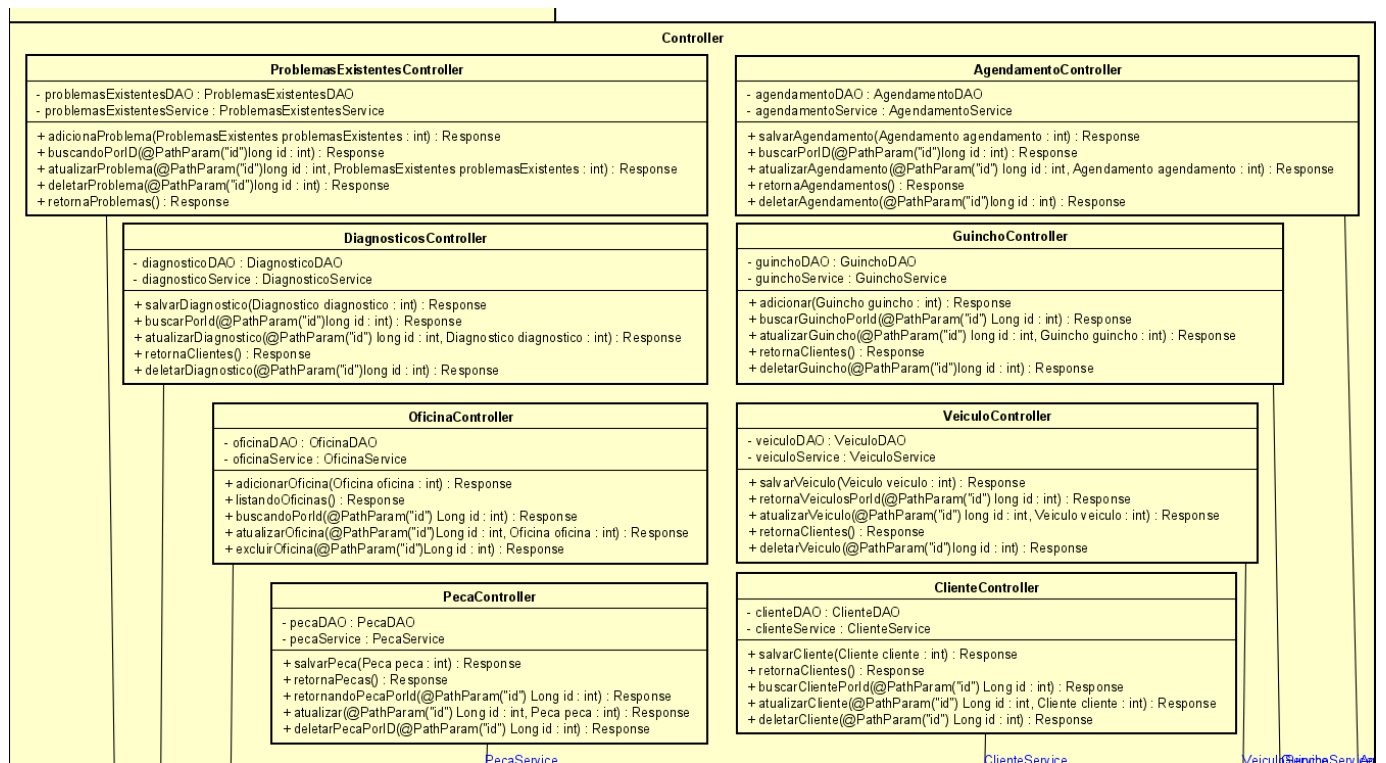 Controller
ProblemasExistentesController
- problemasExistentesDAO : ProblemasExistentesDAO
- problemasExistentesService : ProblemasExistentesService
+ adicionaProblema(ProblemasExistentes problemasExistentes : int) : Response
+ buscandoPorID(@PathParam("id")long id : int) : Response
+ atualizarProblema(@PathParam("id")long id : int, ProblemasExistentes problemasExistentes : int) : Response
+ deletarProblema(@PathParam("id")long id : int) : Response
+ retornaProblemas() : Response
AgendamentoController
- agendamentoDAO : AgendamentoDAO
- agendamentoService : AgendamentoService
+ salvarAgendamento(Agendamento agendamento : int) : Response
+ buscarPorID(@PathParam("id")long id : int) : Response
+ atualizarAgendamento(@PathParam("id") long id : int, Agendamento agendamento : int) : Response
+ retornaAgendamentos() : Response
+ deletarAgendamento(@PathParam("id")long id : int) : Response
DiagnosticosController
- diagnosticoDAO : DiagnosticoDAO
- diagnosticoService : DiagnosticoService
+ salvarDiagnostico(Diagnostico diagnostico : int) : Response
+ buscarPorId(@PathParam("id")long id : int) : Response
+ atualizarDiagnostico(@PathParam("id") long id : int, Diagnostico diagnostico : int) : Response
+ retornaClientes() : Response
+ deletarDiagnostico(@PathParam("id")long id : int) : Response
GuinchoController
- guinchoDAO : GuinchoDAO
- guinchoService : GuinchoService
+ adicionar(Guincho guincho : int) : Response
+ buscarGuinchoPorId(@PathParam("id") Long id : int) : Response
+ atualizarGuincho(@PathParam("id") long id : int, Guincho guincho : int) : Response
+ retornaClientes() : Response
+ deletarGuincho(@PathParam("id")long id : int) : Response
OficinaController
- oficinaDAO : OficinaDAO
- oficinaService : OficinaService
+ adicionarOficina(Oficina oficina : int) : Response
+ listandoOficinas() : Response
+ buscandoPorId(@PathParam("id") Long id : int) : Response
+ atualizarOficina(@PathParam("id")Long id : int, Oficina oficina : int) : Response
+ excluirOficina(@PathParam("id")Long id : int) : Response
VeiculoController
- veiculoDAO : VeiculoDAO
- veiculoService : VeiculoService
+ salvarVeiculo(Veiculo veiculo : int) : Response
+ retornaVeiculosPorId(@PathParam("id") long id : int) : Response
+ atualizarVeiculo(@PathParam("id") long id : int, Veiculo veiculo : int) : Response
+ retornaClientes() : Response
+ deletarVeiculo(@PathParam("id")long id : int) : Response
PecaController
- pecaDAO : PecaDAO
- pecaService : PecaService
+ salvarPeca(Peca peca : int) : Response
+ retornaPecas() : Response
+ retornandoPecaPorId(@PathParam("id") Long id : int) : Response
+ atualizar(@PathParam("id") Long id : int, Peca peca : int) : Response
+ deletarPecaPorID(@PathParam("id") Long id : int) : Response
ClienteController
- clienteDAO : ClienteDAO
- clienteService : ClienteService
+ salvarCliente(Cliente cliente : int) : Response
+ retornaClientes() : Response
+ buscarClientePorId(@PathParam("id") Long id : int) : Response
+ atualizarCliente(@PathParam("id") Long id : int, Cliente cliente : int) : Response
+ deletarCliente(@PathParam("id") Long id : int) : Response
PecaService
ClienteService